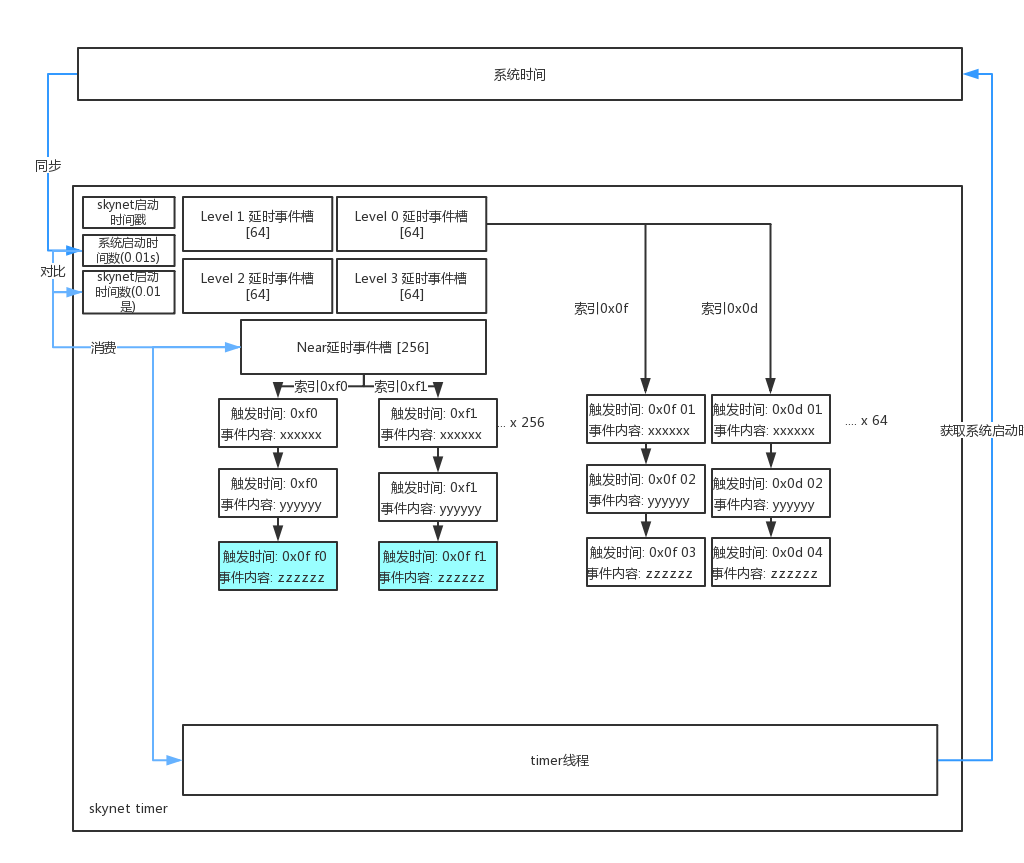 系统时间
同步
skynet启动
时间戳
Level 1 延时事件槽
[64]
Level 0 延时事件槽
[64]
系统启动时
间数(0.01s)
对比
skynet启动
时间数(0.01
是)
Level 2 延时事件槽
[64]
Level 3 延时事件槽
[64]
索引0x0f
索引0x0d
消费
Near延时事件槽 [256]
索引0xf0
索引0xf1
触发时间: 0xf0
事件内容: xxxxxx
触发时间: 0xf1
事件内容: xxxxxx
... x 256
触发时间: 0x0f 01
事件内容: xxxxxx
触发时间: 0x0d 01
事件内容: xxxxxx
.... x 64
获取系统启动时
触发时间: 0xf0
事件内容: yyyyyy
触发时间: 0xf1
事件内容: yyyyyy
触发时间: 0x0f 02
事件内容: yyyyyy
触发时间: 0x0d 02
事件内容: yyyyyy
触发时间: 0x0f f0
事件内容: zzzzzz
触发时间: 0x0f f1
事件内容: zzzzzz
触发时间: 0x0f 03
事件内容: zzzzzz
触发时间: 0x0d 04
事件内容: zzzzzz
timer线程
skynet timer